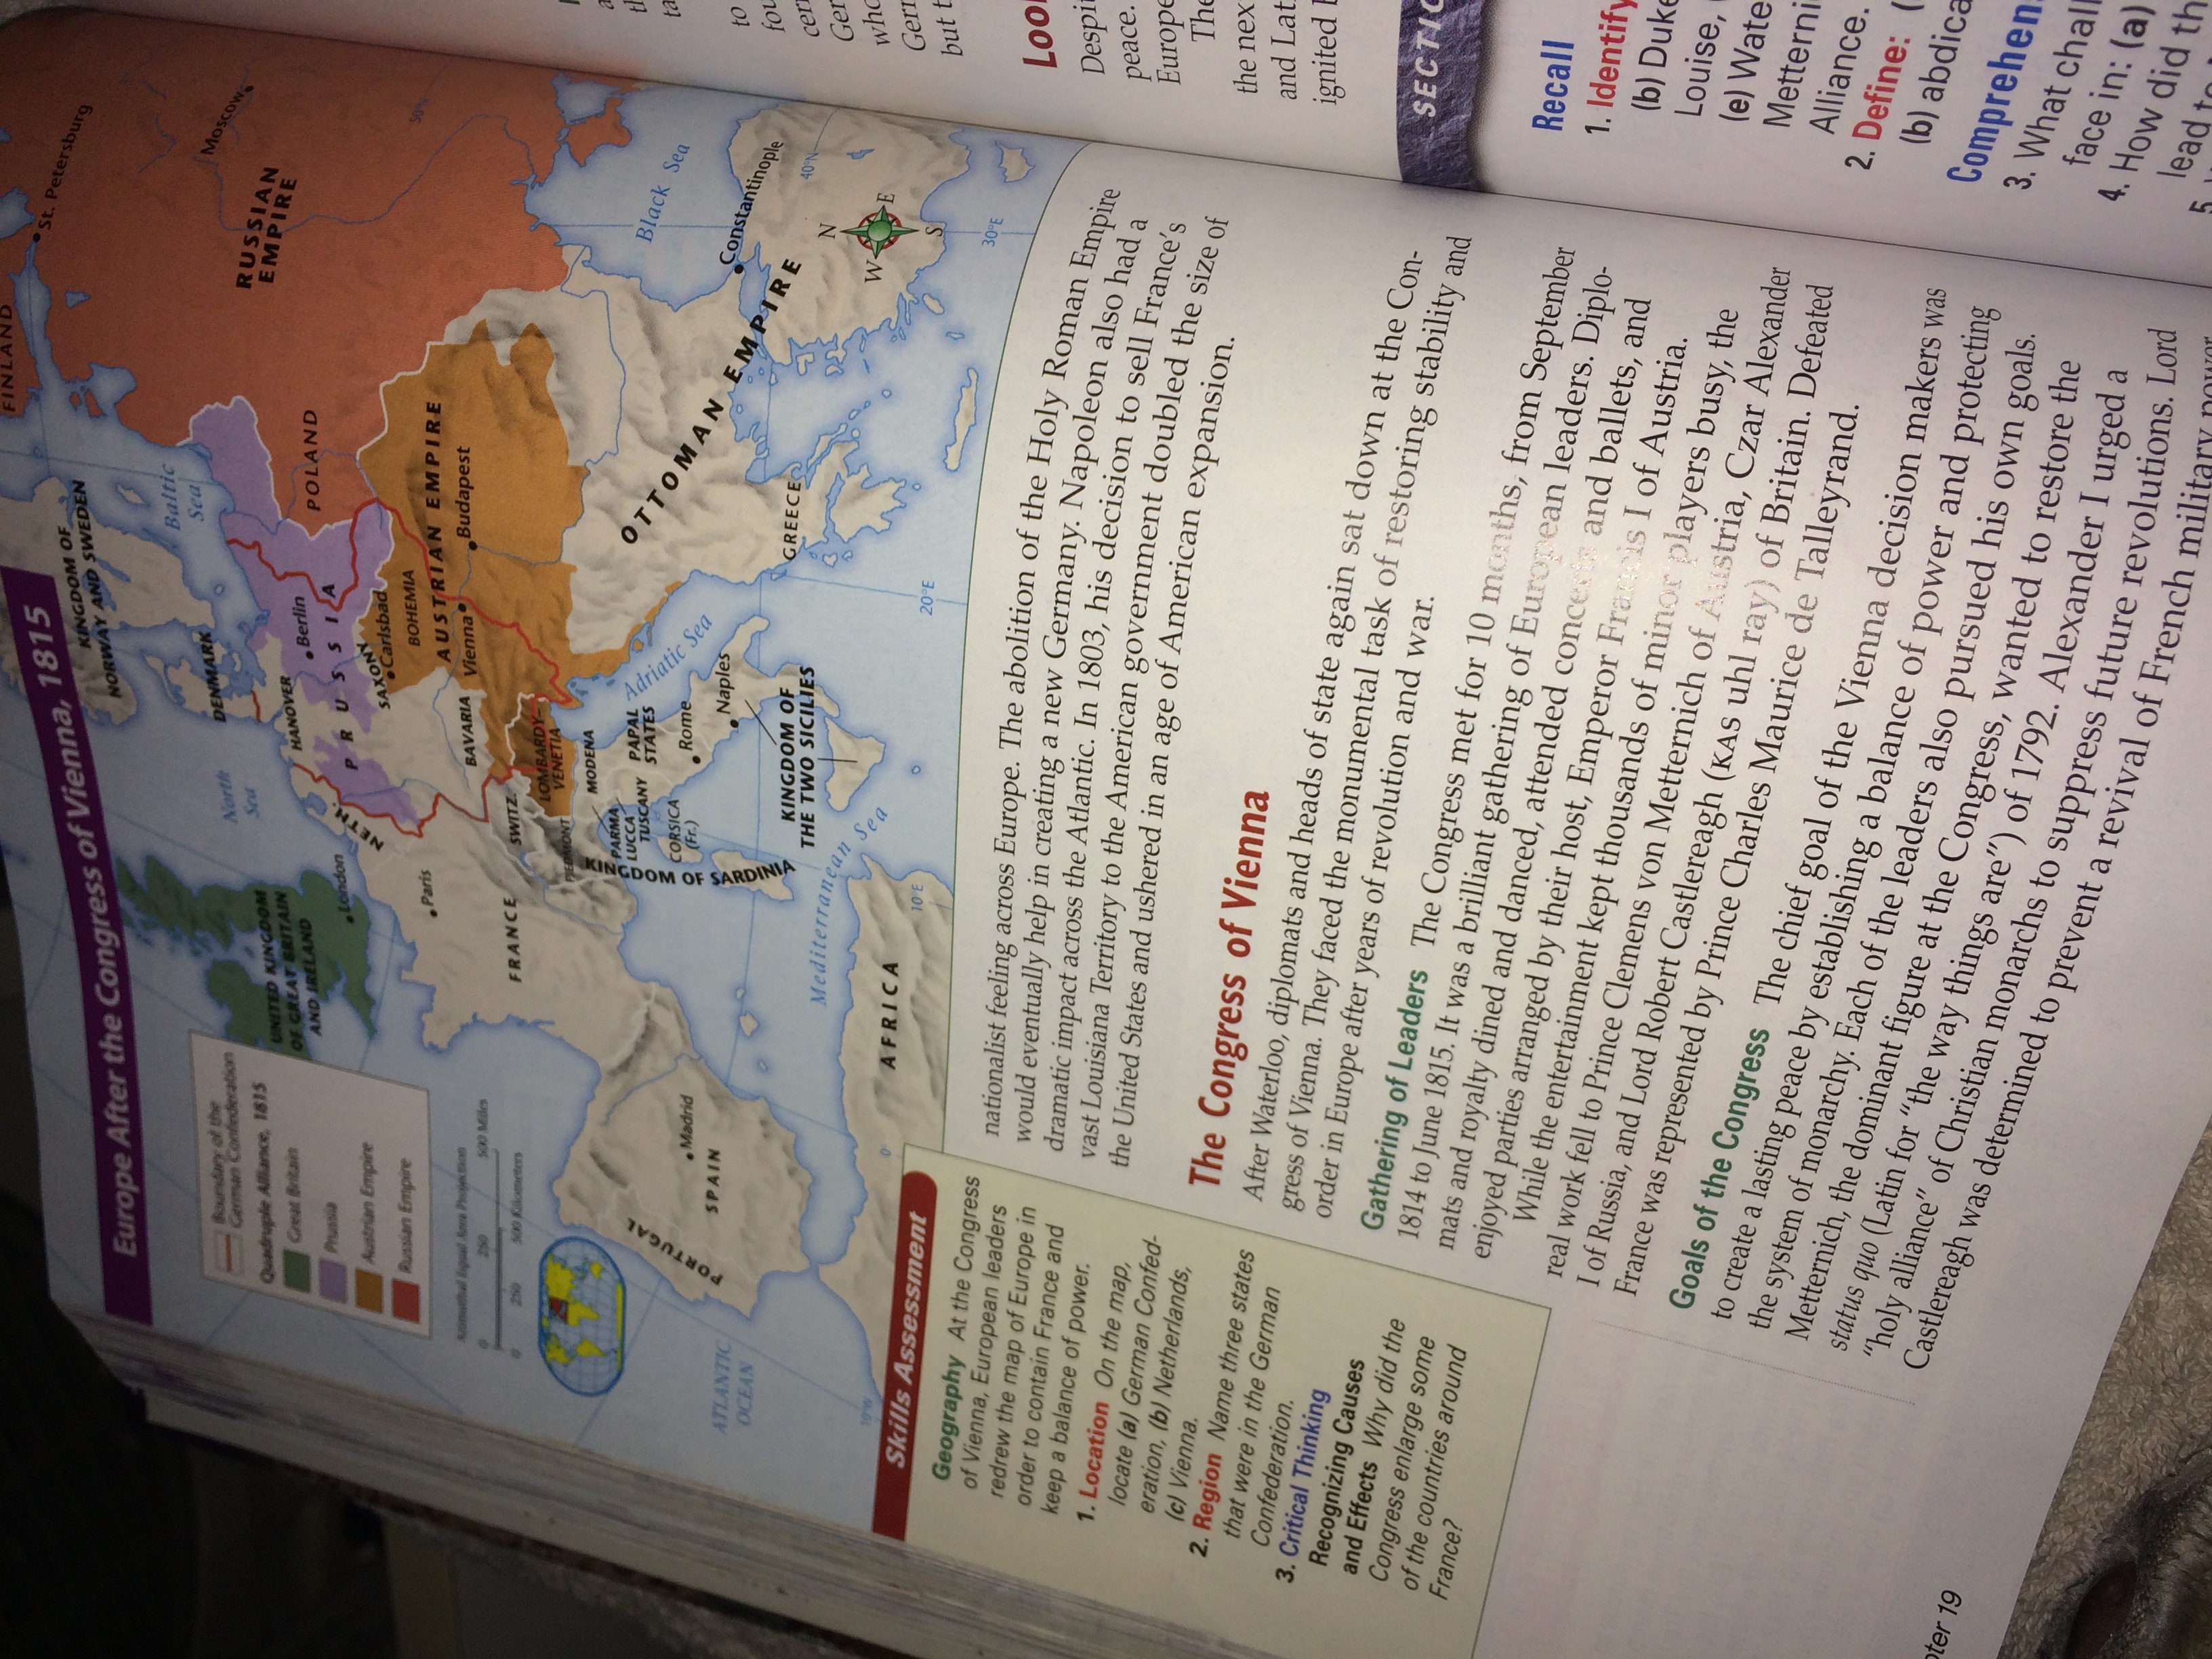 Europe After the Congress of Vienna, 1815
FINLAND
St. Petersburg
KINGDOM OF
NORWAY AND SWEDEN
Baltic
Sea
Moscow
North
Sea
DENMARK
RUSSIAN
EMPIRE
Boundary of the
German Confederation
Quadruple Alliance, 1815
Great Britain
Prussia
Austrian Empire
Russian Empire
UNITED KINGDOM
OF GREAT BRITAIN
AND IRELAND
London
HANOVER
Berlin
POLAND
NETH.
PRUSSIA
SAXONY
Carlsbad
BOHEMIA
Paris
AUSTRIAN EMPIRE
50°N
BAVARIA
Vienna
Budapest
Azimuthal Equal Area Projection
0 250 500 Miles
0 250 500 Kilometers
FRANCE
SWITZ.
LOMBARDY–
VENETIA
PIEDMONT
MODENA
PARMA
LUCCA
TUSCANY
PAPAL
STATES
KINGDOM OF SARDINIA
Adriatic Sea
OTTOMAN EMPIRE
Black Sea
PORTUGAL
Madrid
SPAIN
CORSICA
(Fr.)
Rome
Naples
ATLANTIC
OCEAN
Constantinople
KINGDOM OF
THE TWO SICILIES
GREECE
40°N
Mediterranean Sea
N
W E
S
10°W
0°
AFRICA
10°E
20°E
30°E
Skills Assessment
Geography At the Congress
of Vienna, European leaders
redrew the map of Europe in
order to contain France and
keep a balance of power.
1. Location On the map,
locate (a) German Confed-
eration, (b) Netherlands,
(c) Vienna.
2. Region Name three states
that were in the German
Confederation.
3. Critical Thinking
Recognizing Causes
and Effects Why did the
Congress enlarge some
of the countries around
France?
nationalist feeling across Europe. The abolition of the Holy Roman Empire
would eventually help in creating a new Germany. Napoleon also had a
dramatic impact across the Atlantic. In 1803, his decision to sell France's
vast Louisiana Territory to the American government doubled the size of
the United States and ushered in an age of American expansion.
The Congress of Vienna
After Waterloo, diplomats and heads of state again sat down at the Con-
gress of Vienna. They faced the monumental task of restoring stability and
order in Europe after years of revolution and war.
Gathering of Leaders The Congress met for 10 months, from September
1814 to June 1815. It was a brilliant gathering of European leaders. Diplo-
mats and royalty dined and danced, attended concerts and ballets, and
enjoyed parties arranged by their host, Emperor Francis I of Austria.
While the entertainment kept thousands of minor players busy, the
real work fell to Prince Clemens von Metternich of Austria, Czar Alexander
I of Russia, and Lord Robert Castlereagh (KAS uhl ray) of Britain. Defeated
France was represented by Prince Charles Maurice de Talleyrand.
Goals of the Congress The chief goal of the Vienna decision makers was
to create a lasting peace by establishing a balance of power and protecting
the system of monarchy. Each of the leaders also pursued his own goals.
Metternich, the dominant figure at the Congress, wanted to restore the
status quo (Latin for "the way things are") of 1792. Alexander I urged a
"holy alliance" of Christian monarchs to suppress future revolutions. Lord
Castlereagh was determined to prevent a revival of French military power.
pter 19
to
fou
cer
Ger
who
Ger
but t
Loo
Despi
peace.
Europe
The
the nex
and Lat
ignited
SECTIO
Recall
1. Identify
(b) Duke
Louise,
(e) Wate
Metterni
Alliance.
2. Define: (
(b) abdica
Comprehen
3. What chall
face in: (a)
4. How did th
lead to
5.